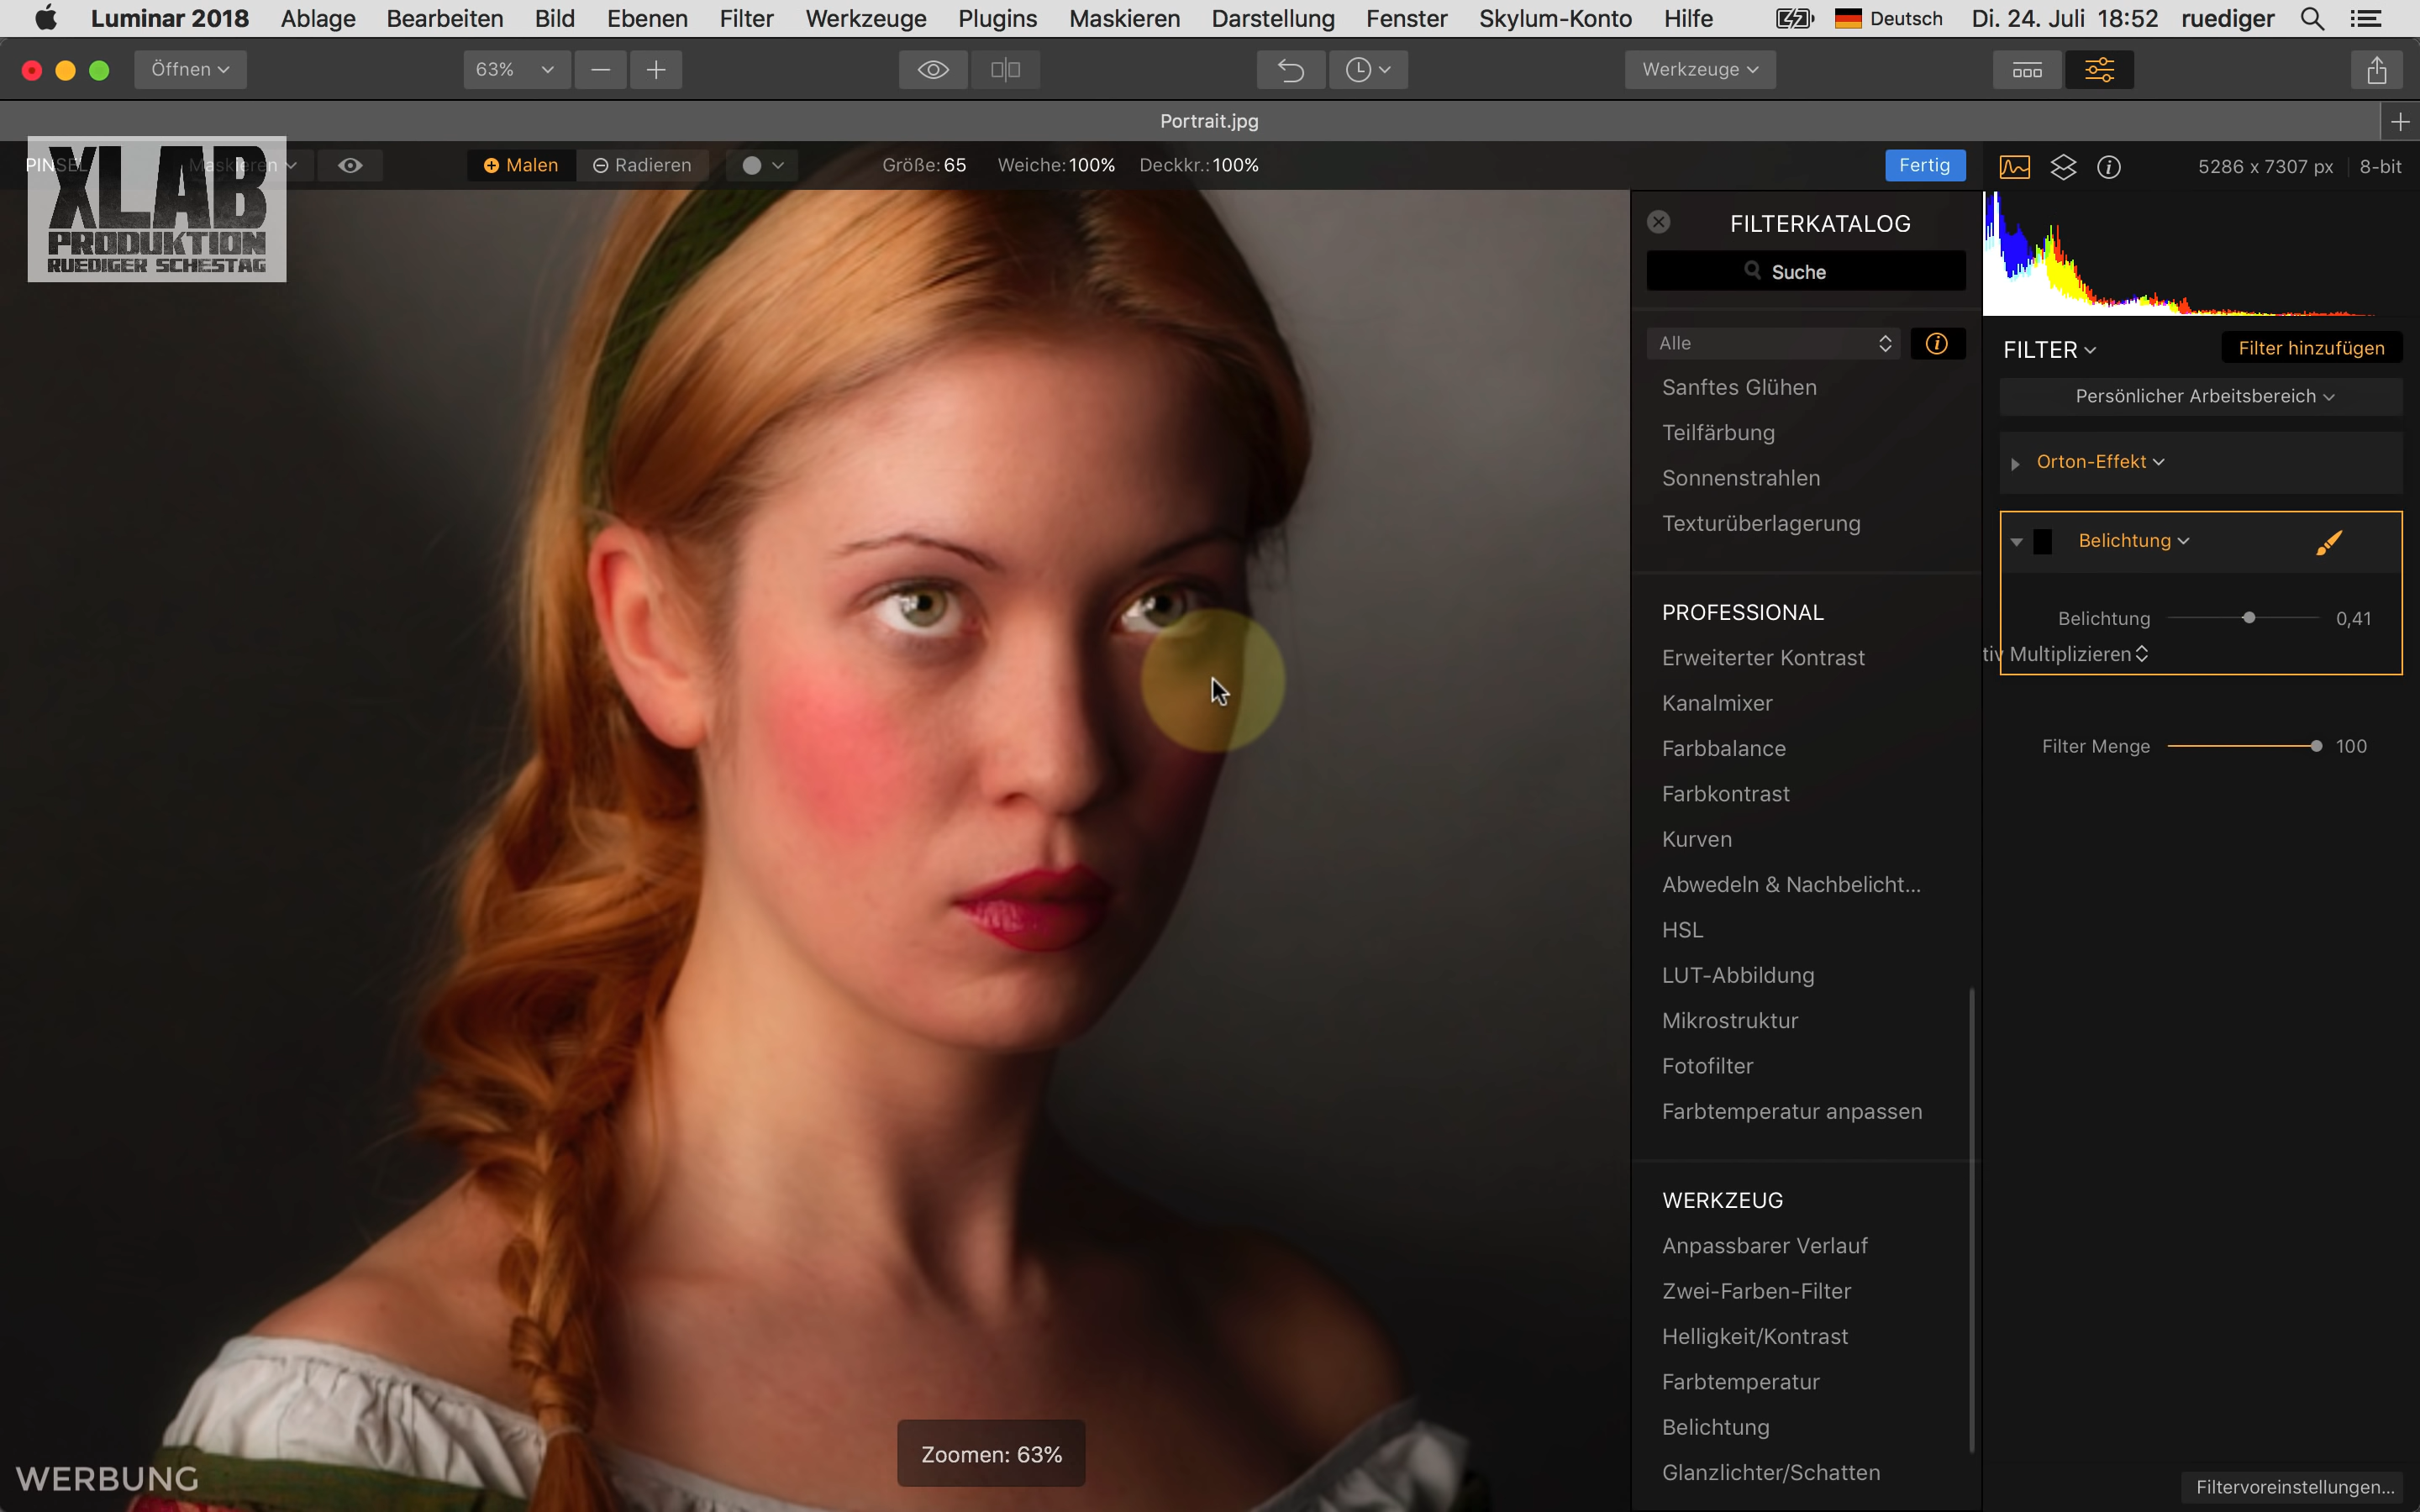 Luminar 2018 Ablage Bearbeiten Bild Ebenen Filter Werkzeuge Plugins Maskieren Darstellung Fenster Skylum-Konto Hilfe Deutsch Di. 24. Juli 18:52 ruediger
Öffnen 63% Werkzeuge
Portrait.jpg
PINSEL Maskieren Malen Radieren Größe: 65 Weiche: 100% Deckkr.: 100% Fertig 5286 x 7307 px 8-bit
XLAB
PRODUKTION
RUEDIGER SCHESTAG
FILTERKATALOG
Suche
Alle
Sanftes Glühen
Teilfärbung
Sonnenstrahlen
Texturüberlagerung
PROFESSIONAL
Erweiterter Kontrast
Kanalmixer
Farbbalance
Farbkontrast
Kurven
Abwedeln & Nachbelicht...
HSL
LUT-Abbildung
Mikrostruktur
Fotofilter
Farbtemperatur anpassen
WERKZEUG
Anpassbarer Verlauf
Zwei-Farben-Filter
Helligkeit/Kontrast
Farbtemperatur
Belichtung
Glanzlichter/Schatten
FILTER Filter hinzufügen
Persönlicher Arbeitsbereich
Orton-Effekt
Belichtung
Belichtung 0,41
tiv Multiplizieren
Filter Menge 100
Filtervoreinstellungen...
Zoomen: 63%
WERBUNG